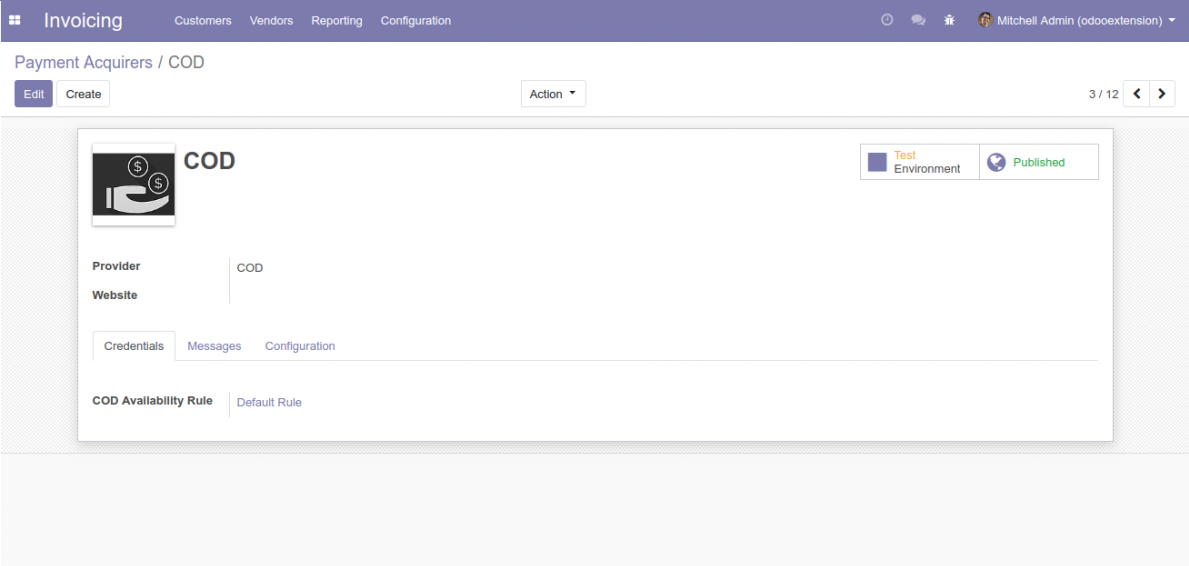 Invoicing Customers Vendors Reporting Configuration Mitchell Admin (odooextension)
Payment Acquirers / COD
Edit Create Action 3 / 12
COD
Test
Environment
Published
Provider COD
Website
Credentials Messages Configuration
COD Availability Rule Default Rule